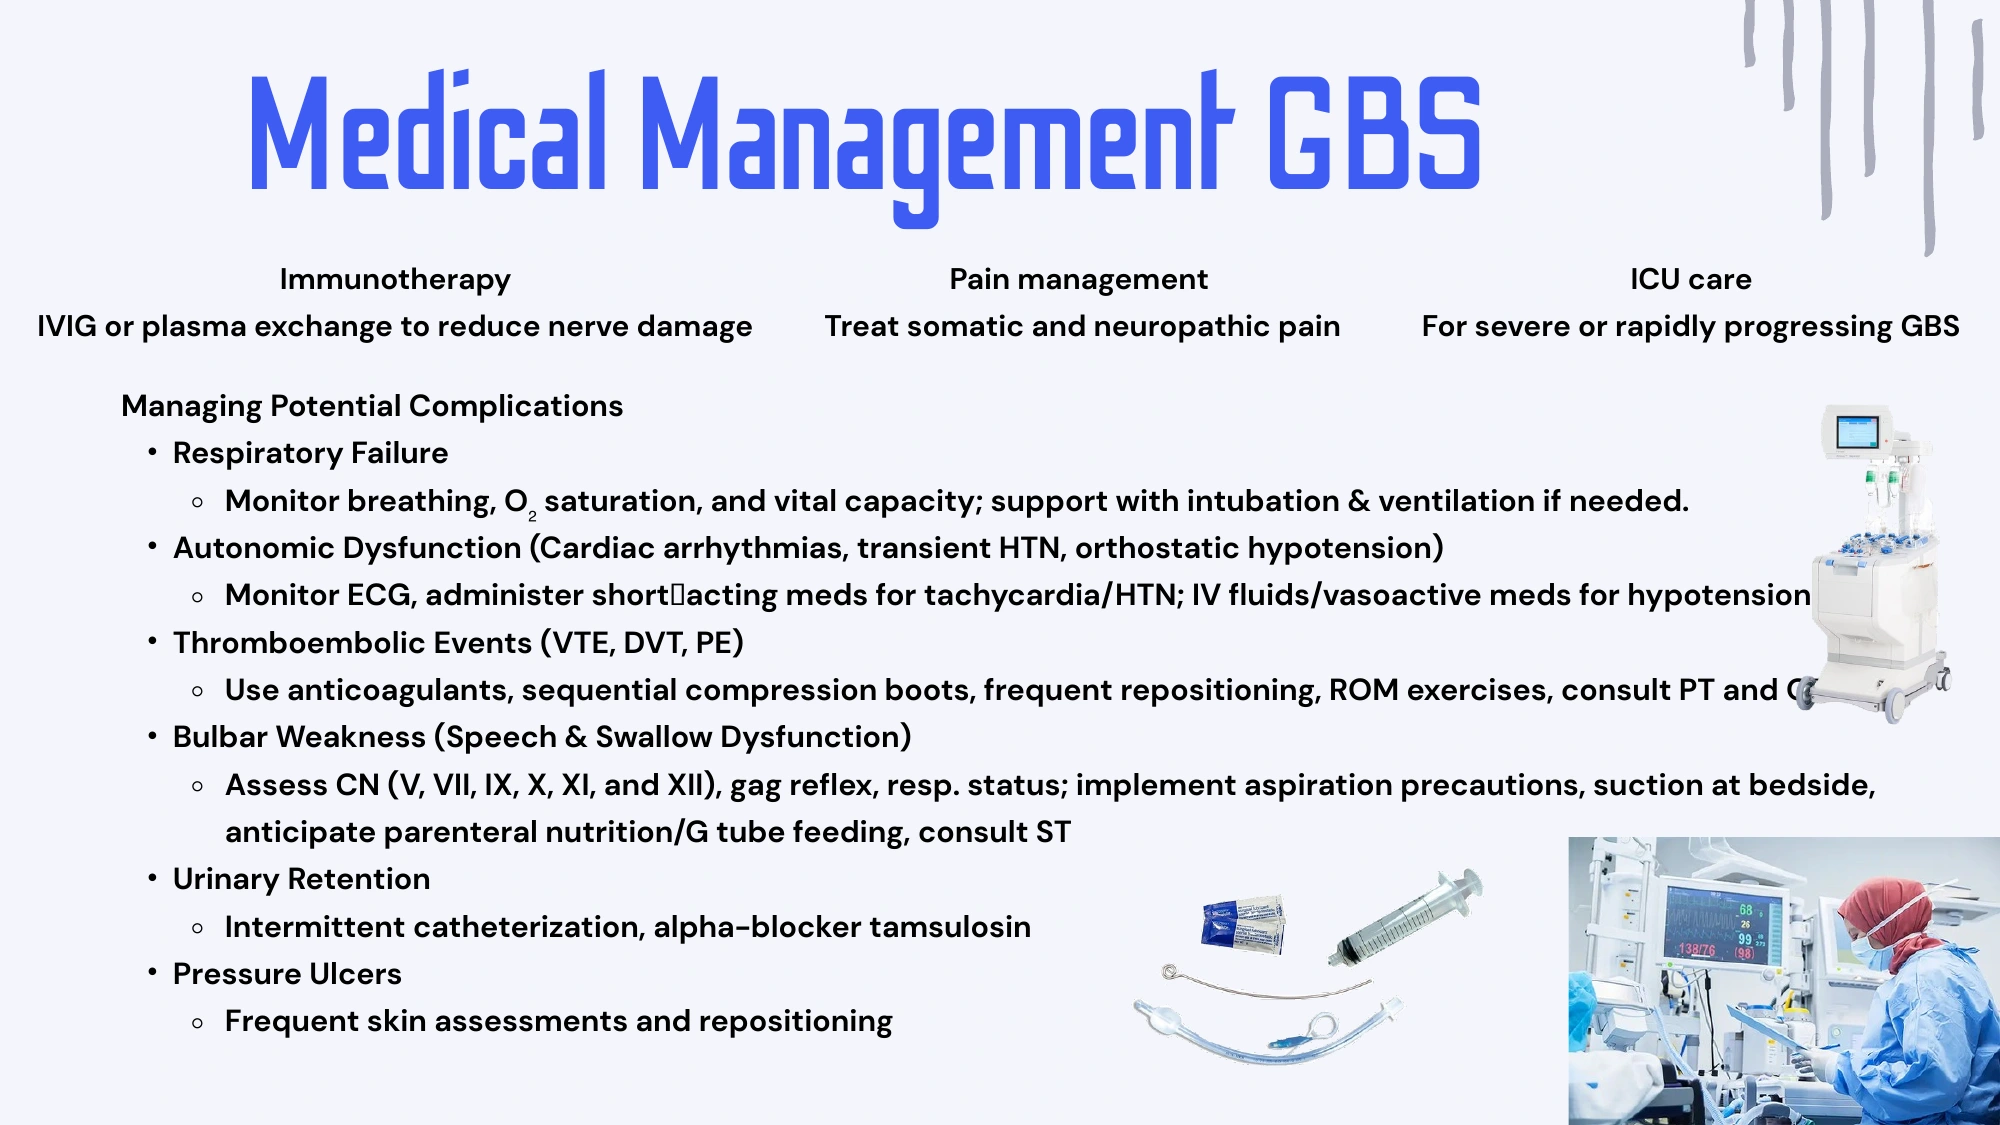 Medical Management GBS
Immunotherapy
IVIG or plasma exchange to reduce nerve damage
Pain management
Treat somatic and neuropathic pain
ICU care
For severe or rapidly progressing GBS
Managing Potential Complications
• Respiratory Failure
◦ Monitor breathing, O₂ saturation, and vital capacity; support with intubation & ventilation if needed.
• Autonomic Dysfunction (Cardiac arrhythmias, transient HTN, orthostatic hypotension)
◦ Monitor ECG, administer short▯acting meds for tachycardia/HTN; IV fluids/vasoactive meds for hypotension
• Thromboembolic Events (VTE, DVT, PE)
◦ Use anticoagulants, sequential compression boots, frequent repositioning, ROM exercises, consult PT and
• Bulbar Weakness (Speech & Swallow Dysfunction)
◦ Assess CN (V, VII, IX, X, XI, and XII), gag reflex, resp. status; implement aspiration precautions, suction at bedside,
anticipate parenteral nutrition/G tube feeding, consult ST
• Urinary Retention
◦ Intermittent catheterization, alpha-blocker tamsulosin
• Pressure Ulcers
◦ Frequent skin assessments and repositioning
68
26
99
138/76
(98)